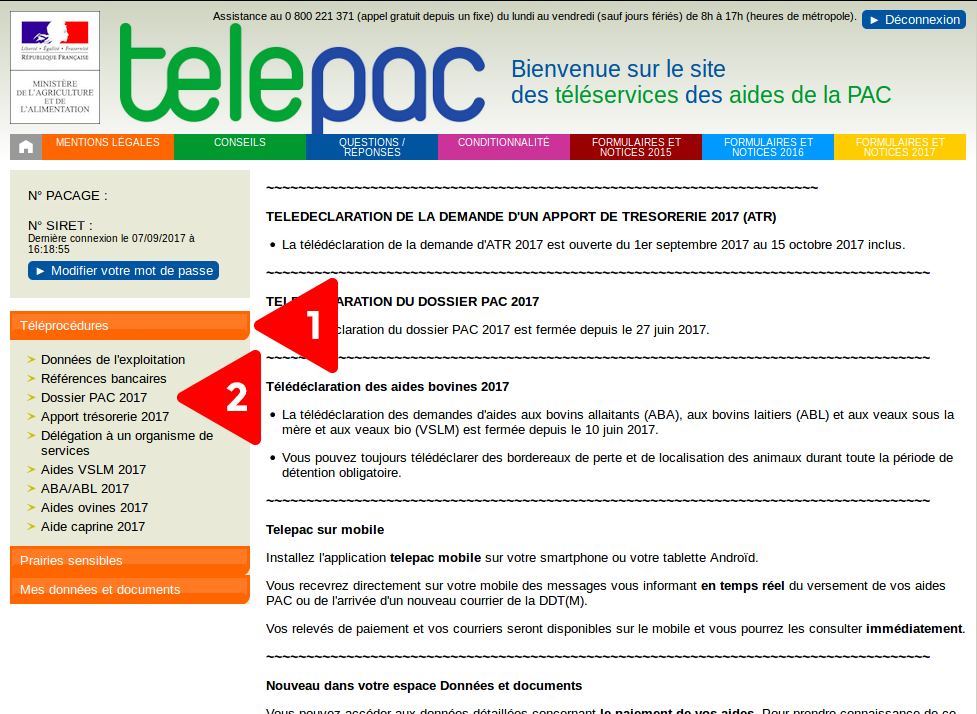 Assistance au 0 800 221 371 (appel gratuit depuis un fixe) du lundi au vendredi (sauf jours fériés) de 8h à 17h (heures de métropole).
► Déconnexion
Liberté • Égalité • Fraternité
RÉPUBLIQUE FRANÇAISE
MINISTÈRE
DE L'AGRICULTURE
ET DE
L'ALIMENTATION
telepac
Bienvenue sur le site
des téléservices des aides de la PAC
MENTIONS LÉGALES
CONSEILS
QUESTIONS /
RÉPONSES
CONDITIONNALITÉ
FORMULAIRES ET
NOTICES 2015
FORMULAIRES ET
NOTICES 2016
FORMULAIRES ET
NOTICES 2017
N° PACAGE :
N° SIRET :
Dernière connexion le 07/09/2017 à
16:18:55
► Modifier votre mot de passe
Téléprocédures
1
Données de l'exploitation
Références bancaires
Dossier PAC 2017
2
Apport trésorerie 2017
Délégation à un organisme de
services
Aides VSLM 2017
ABA/ABL 2017
Aides ovines 2017
Aide caprine 2017
Prairies sensibles
Mes données et documents
~~~~~~~~~~~~~~~~~~~~~~~~~~~~~~~~~~~~~~~~~~~~~~~~~~~~~~~~~~~~~~~~~~~~~
TELEDECLARATION DE LA DEMANDE D'UN APPORT DE TRESORERIE 2017 (ATR)
• La télédéclaration de la demande d'ATR 2017 est ouverte du 1er septembre 2017 au 15 octobre 2017 inclus.
~~~~~~~~~~~~~~~~~~~~~~~~~~~~~~~~~~~~~~~~~~~~~~~~~~~~~~~~~~~~~~~~~~~~~~~~~~~~~~~~~~~
TEL ARATION DU DOSSIER PAC 2017
claration du dossier PAC 2017 est fermée depuis le 27 juin 2017.
~~~~~~~~~~~~~~~~~~~~~~~~~~~~~~~~~~~~~~~~~~~~~~~~~~~~~~~~~~~~~~~~~~~~~~~~~~~~~~~~~~~
Télédéclaration des aides bovines 2017
• La télédéclaration des demandes d'aides aux bovins allaitants (ABA), aux bovins laitiers (ABL) et aux veaux sous la
mère et aux veaux bio (VSLM) est fermée depuis le 10 juin 2017.
• Vous pouvez toujours télédéclarer des bordereaux de perte et de localisation des animaux durant toute la période de
détention obligatoire.
~~~~~~~~~~~~~~~~~~~~~~~~~~~~~~~~~~~~~~~~~~~~~~~~~~~~~~~~~~~~~~~~~~~~~~~~~~~~~~~~~~~
Telepac sur mobile
Installez l'application telepac mobile sur votre smartphone ou votre tablette Androïd.
Vous recevrez directement sur votre mobile des messages vous informant en temps réel du versement de vos aides
PAC ou de l'arrivée d'un nouveau courrier de la DDT(M).
Vos relevés de paiement et vos courriers seront disponibles sur le mobile et vous pourrez les consulter immédiatement.
~~~~~~~~~~~~~~~~~~~~~~~~~~~~~~~~~~~~~~~~~~~~~~~~~~~~~~~~~~~~~~~~~~~~~~~~~~~~~~~~~~~
Nouveau dans votre espace Données et documents
Vous pouvez accéder aux données détaillées concernant le paiement de vos aides. Pour prendre connaissance de ce